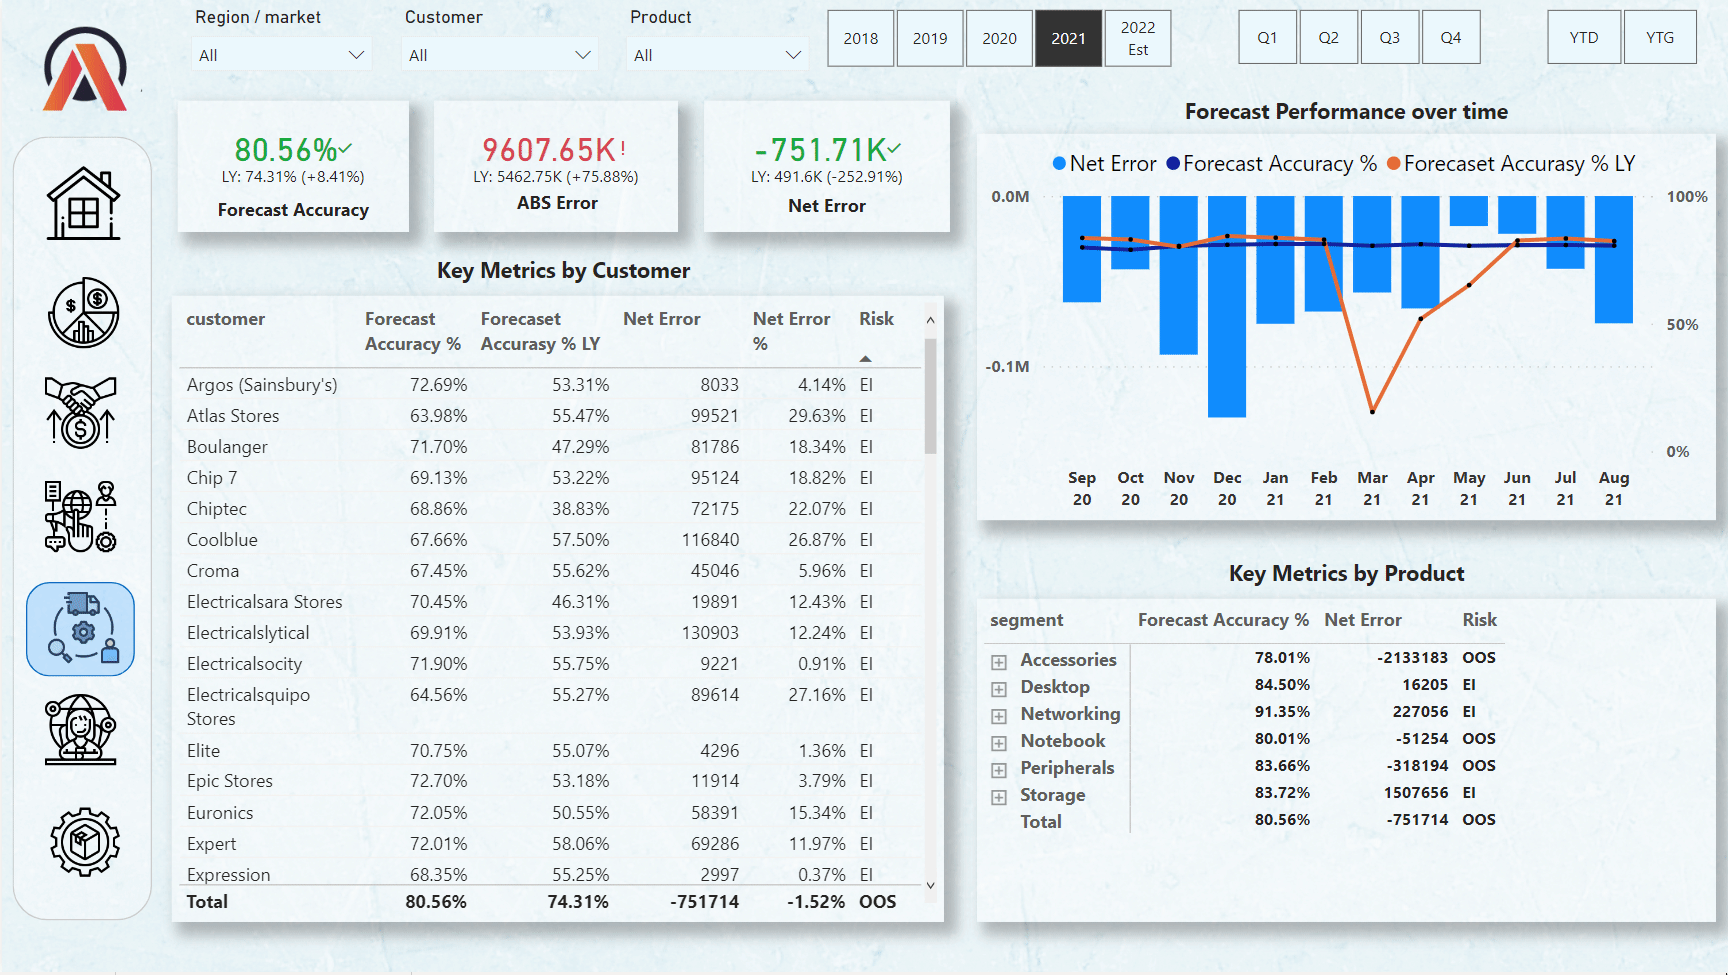 Region / market
Customer
Product
All
All
All
2018
2019
2020
2021
2022
Est
Q1
Q2
Q3
Q4
YTD
YTG
80.56%
LY: 74.31% (+8.41%)
Forecast Accuracy
9607.65K!
LY: 5462.75K (+75.88%)
ABS Error
-751.71K
LY: 491.6K (-252.91%)
Net Error
Key Metrics by Customer
customer Forecast Accuracy % Forecaset Accurasy % LY Net Error Net Error % Risk
Argos (Sainsbury's) 72.69% 53.31% 8033 4.14% EI
Atlas Stores 63.98% 55.47% 99521 29.63% EI
Boulanger 71.70% 47.29% 81786 18.34% EI
Chip 7 69.13% 53.22% 95124 18.82% EI
Chiptec 68.86% 38.83% 72175 22.07% EI
Coolblue 67.66% 57.50% 116840 26.87% EI
Croma 67.45% 55.62% 45046 5.96% EI
Electricalsara Stores 70.45% 46.31% 19891 12.43% EI
Electricalslytical 69.91% 53.93% 130903 12.24% EI
Electricalsocity 71.90% 55.75% 9221 0.91% EI
Electricalsquipo Stores 64.56% 55.27% 89614 27.16% EI
Elite 70.75% 55.07% 4296 1.36% EI
Epic Stores 72.70% 53.18% 11914 3.79% EI
Euronics 72.05% 50.55% 58391 15.34% EI
Expert 72.01% 58.06% 69286 11.97% EI
Expression 68.35% 55.25% 2997 0.37% EI
Total 80.56% 74.31% -751714 -1.52% OOS
Forecast Performance over time
Net Error Forecast Accuracy % Forecaset Accurasy % LY
0.0M
-0.1M
100%
50%
0%
Sep Oct Nov Dec Jan Feb Mar Apr May Jun Jul Aug
20 20 20 20 21 21 21 21 21 21 21 21
Key Metrics by Product
segment Forecast Accuracy % Net Error Risk
Accessories 78.01% -2133183 OOS
Desktop 84.50% 16205 EI
Networking 91.35% 227056 EI
Notebook 80.01% -51254 OOS
Peripherals 83.66% -318194 OOS
Storage 83.72% 1507656 EI
Total 80.56% -751714 OOS